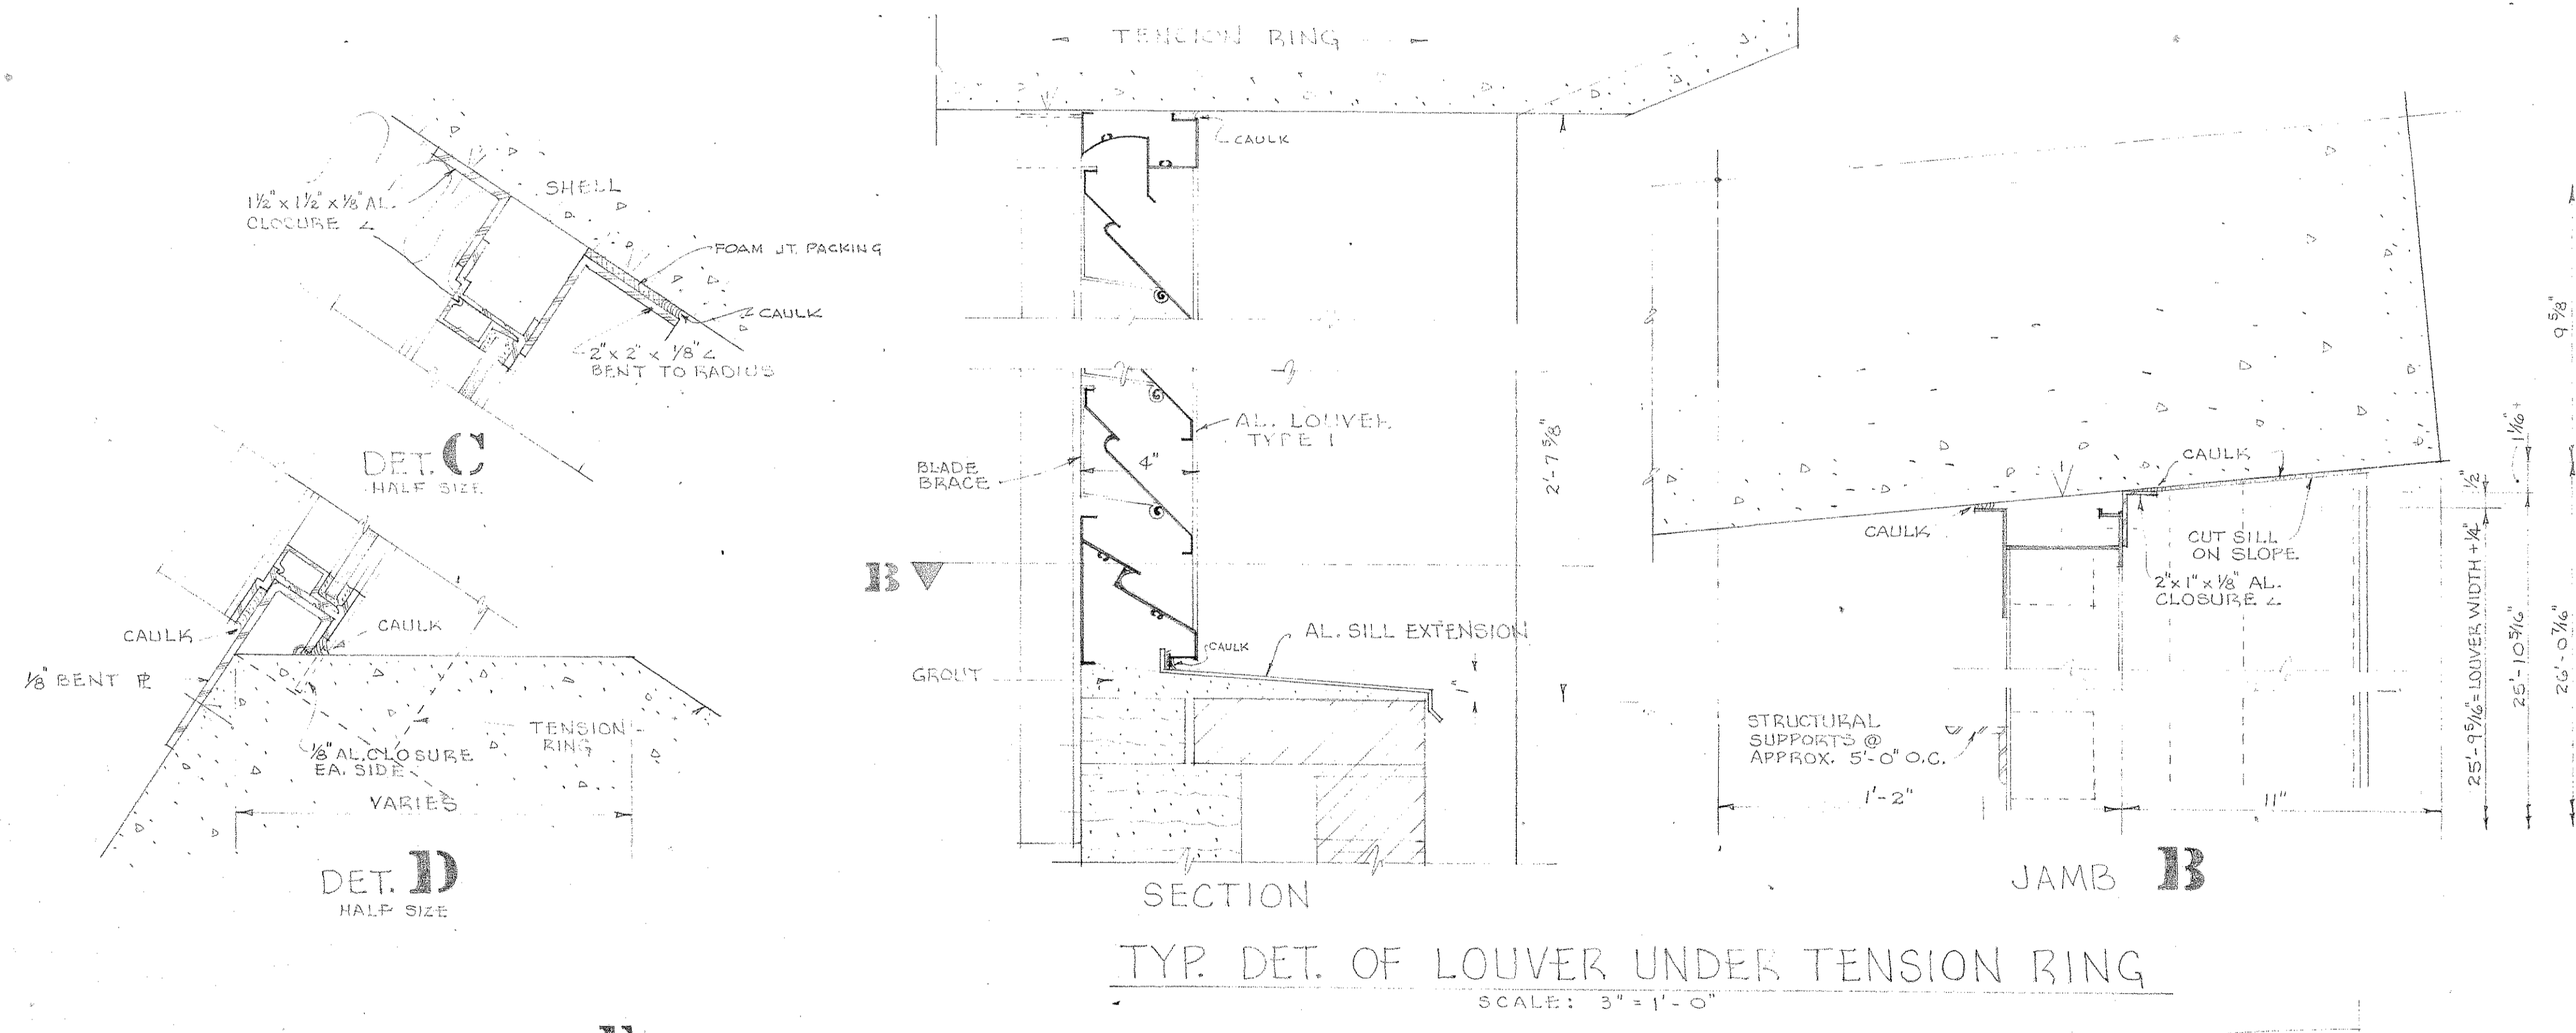 1½" x 1½" x ⅛" AL.
CLOSURE ∠
SHELL
FOAM JT. PACKING
CAULK
2" x 2" x ⅛" ∠
BENT TO RADIUS
DET. C
HALF SIZE
CAULK
CAULK
⅛" BENT ℄
TENSION
RING
⅛" AL. CLOSURE
EA. SIDE
VARIES
DET. D
HALF SIZE
TENSION RING
CAULK
AL. LOUVER
TYPE 1
4"
BLADE
BRACE
2'-7⅝"
B
AL. SILL EXTENSION
CAULK
GROUT
1"
SECTION
CAULK
CAULK
CUT SILL
ON SLOPE
2"x 1" x ⅛" AL.
CLOSURE ∠
STRUCTURAL
SUPPORTS @
APPROX. 5'-0" O.C.
1'-2"
11"
9⅝"
1 1/16"+
½"
25'-9 5/16" = LOUVER WIDTH + ¼"
25'-10 5/16"
26'-0 7/16"
JAMB B
TYP. DET. OF LOUVER UNDER TENSION RING
SCALE: 3" = 1'-0"